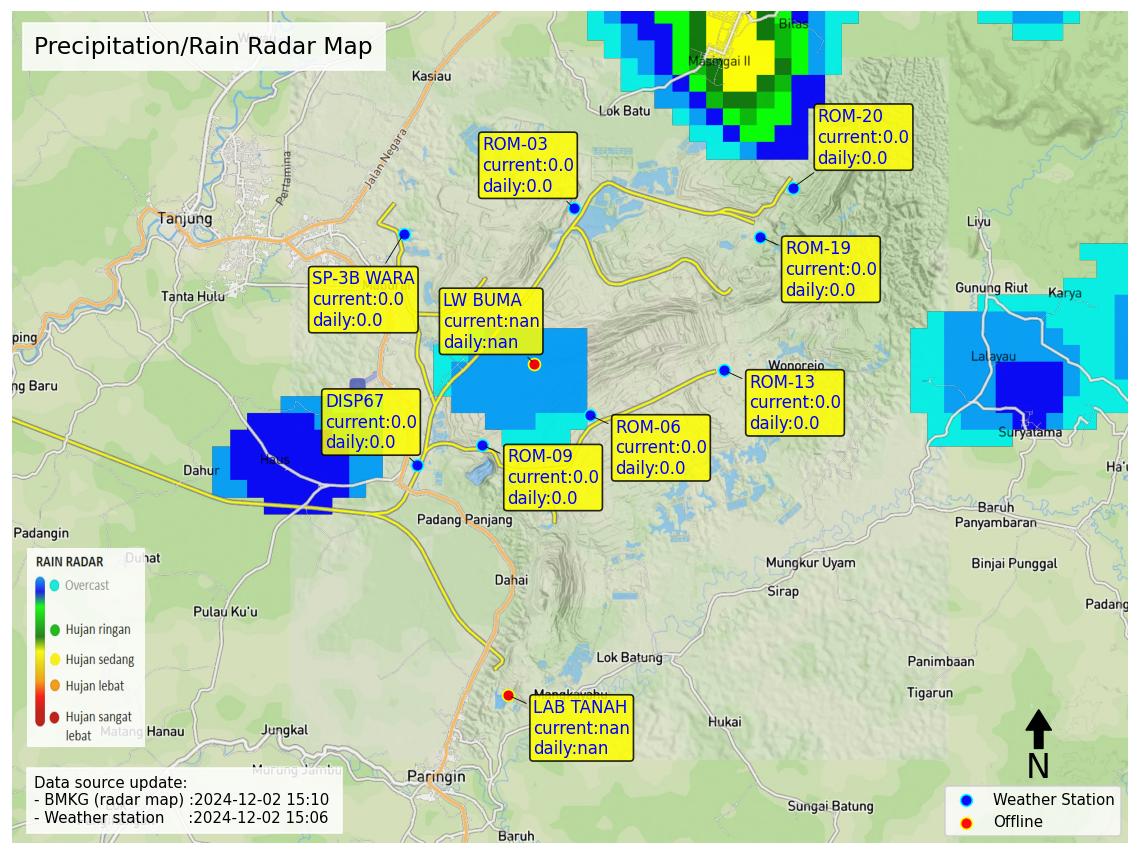 Precipitation/Rain Radar Map
Bilas
Masingai II
Kasiau
Lok Batu
ROM-20
current:0.0
daily:0.0
ROM-03
current:0.0
daily:0.0
Jalan Negara
Pertamina
Tanjung
Liyu
ROM-19
current:0.0
daily:0.0
SP-3B WARA
current:0.0
daily:0.0
Tanta Hulu
LW BUMA
current:nan
daily:nan
Gunung Riut
Karya
ping
Lalayau
Wonorejo
ng Baru
ROM-13
current:0.0
daily:0.0
DISP67
current:0.0
daily:0.0
ROM-06
current:0.0
daily:0.0
Suryatama
Haus
Dahur
ROM-09
current:0.0
daily:0.0
Ha'u
Baruh
Panyambaran
Padang Panjang
Padangin
Duhat
RAIN RADAR
Overcast
Hujan ringan
Hujan sedang
Hujan lebat
Hujan sangat
lebat
Mungkur Uyam
Binjai Punggal
Dahai
Sirap
Padang
Pulau Ku'u
Lok Batung
Panimbaan
Tigarun
LAB TANAH
current:nan
daily:nan
Hukai
Matang Hanau
Jungkal
Murung Jambu
Paringin
N
Data source update:
- BMKG (radar map) :2024-12-02 15:10
- Weather station :2024-12-02 15:06
Sungai Batung
Baruh
Weather Station
Offline